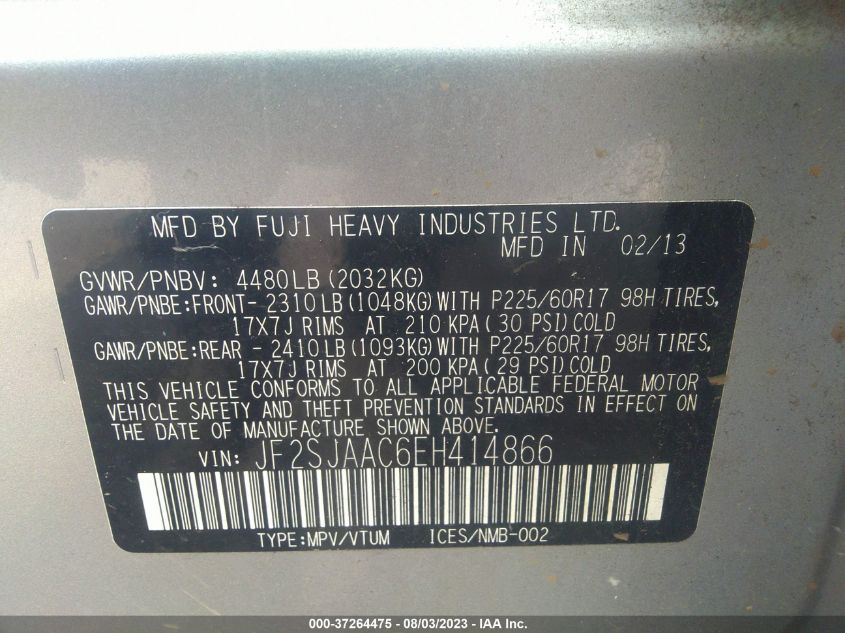 MFD BY FUJI HEAVY INDUSTRIES LTD.
MFD IN 02/13
GVWR/PNBV: 4480LB (2032KG)
GAWR/PNBE:FRONT- 2310LB (1048KG) WITH P225/60R17 98H TIRES,
17X7J RIMS AT 210 KPA (30 PSI) COLD
GAWR/PNBE:REAR - 2410LB (1093KG) WITH P225/60R17 98H TIRES,
17X7J RIMS AT 200 KPA (29 PSI) COLD
THIS VEHICLE CONFORMS TO ALL APPLICABLE FEDERAL MOTOR
VEHICLE SAFETY AND THEFT PREVENTION STANDARDS IN EFFECT ON
THE DATE OF MANUFACTURE SHOWN ABOVE.
VIN: JF2SJAAC6EH414866
TYPE:MPV/VTUM ICES/NMB-002
000-37264475 - 08/03/2023 - IAA Inc.